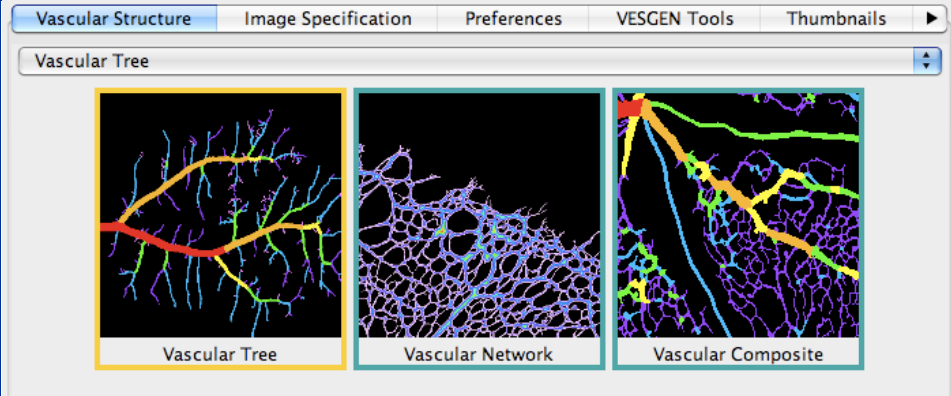 Vascular Structure Image Specification Preferences VESGEN Tools Thumbnails
Vascular Tree
Vascular Tree Vascular Network Vascular Composite